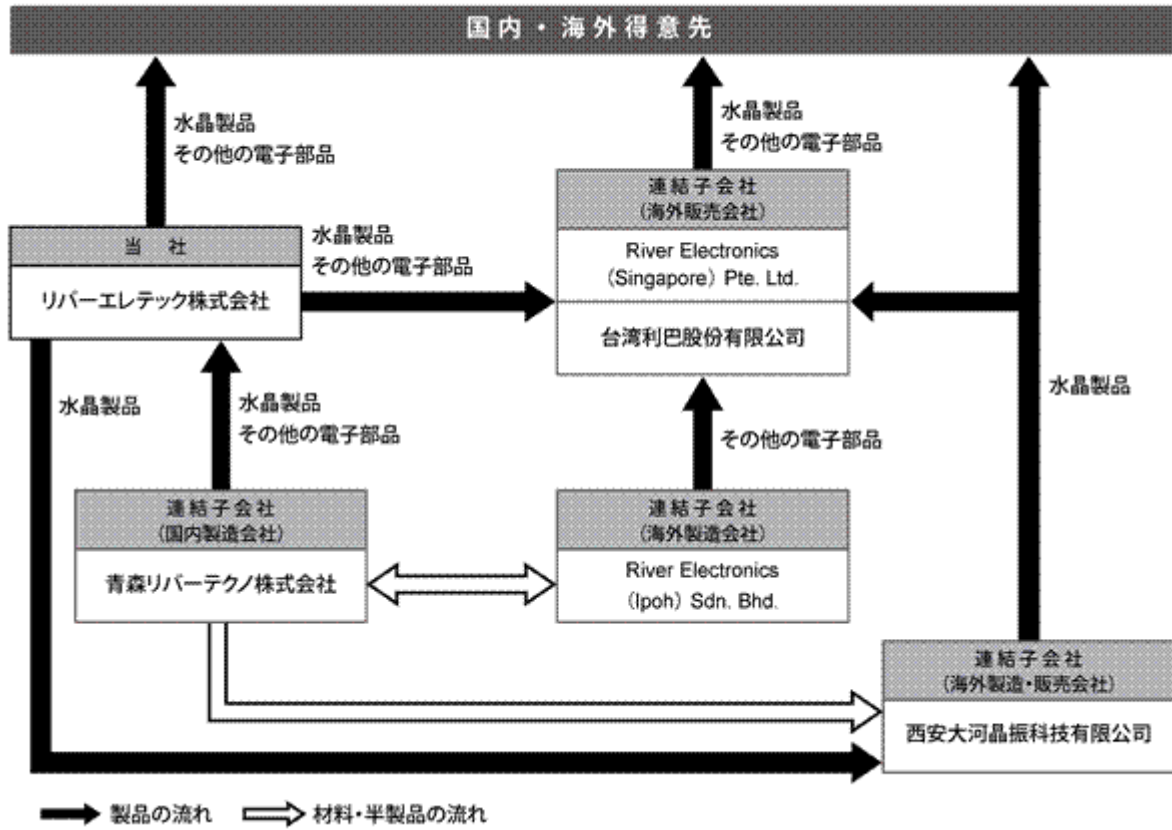 国内・海外得意先
水晶製品
その他の電子部品
水晶製品
その他の電子部品
連結子会社
(海外販売会社)
River Electronics
(Singapore) Pte. Ltd.
台湾利巴股份有限公司
当 社
リバーエレテック株式会社
水晶製品
その他の電子部品
水晶製品
水晶製品
水晶製品
その他の電子部品
その他の電子部品
連結子会社
(国内製造会社)
青森リバーテクノ株式会社
連結子会社
(海外製造会社)
River Electronics
(Ipoh) Sdn. Bhd.
連結子会社
(海外製造・販売会社)
西安大河晶振科技有限公司
製品の流れ
材料・半製品の流れ